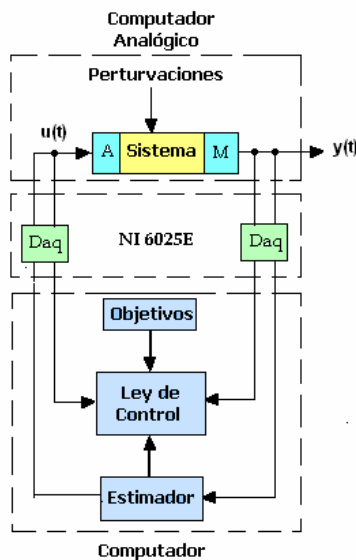 Computador
Analógico
Perturvaciones
u(t)
A
Sistema
M
y(t)
Daq
NI 6025E
Daq
Objetivos
Ley de
Control
Estimador
Computador